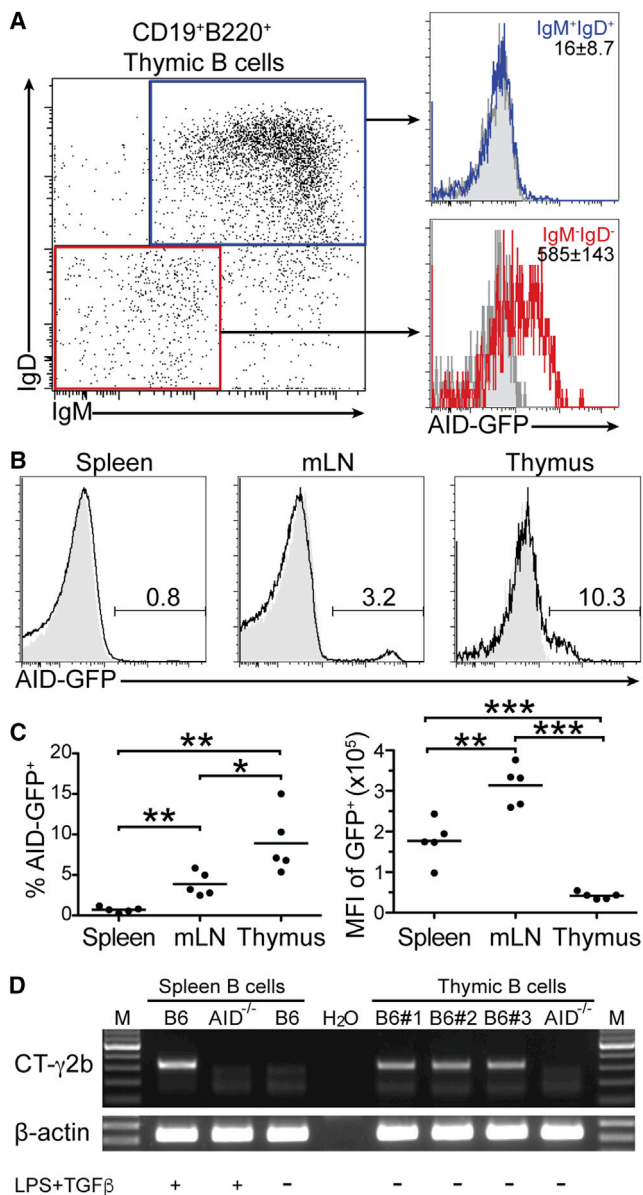 A
CD19⁺B220⁺
Thymic B cells
IgD
IgM
IgM⁺IgD⁺
16±8.7
IgM⁻IgD⁻
585±143
AID-GFP
B
Spleen
mLN
Thymus
0.8
3.2
10.3
AID-GFP
C
% AID-GFP⁺
20
15
10
5
0
**
*
**
Spleen mLN Thymus
MFI of GFP⁺ (x10⁵)
4
3
2
1
0
***
**
***
Spleen mLN Thymus
D
Spleen B cells
Thymic B cells
M B6 AID⁻/⁻ B6 H₂O B6#1 B6#2 B6#3 AID⁻/⁻ M
CT-γ2b
β-actin
LPS+TGFβ + + − − − − −